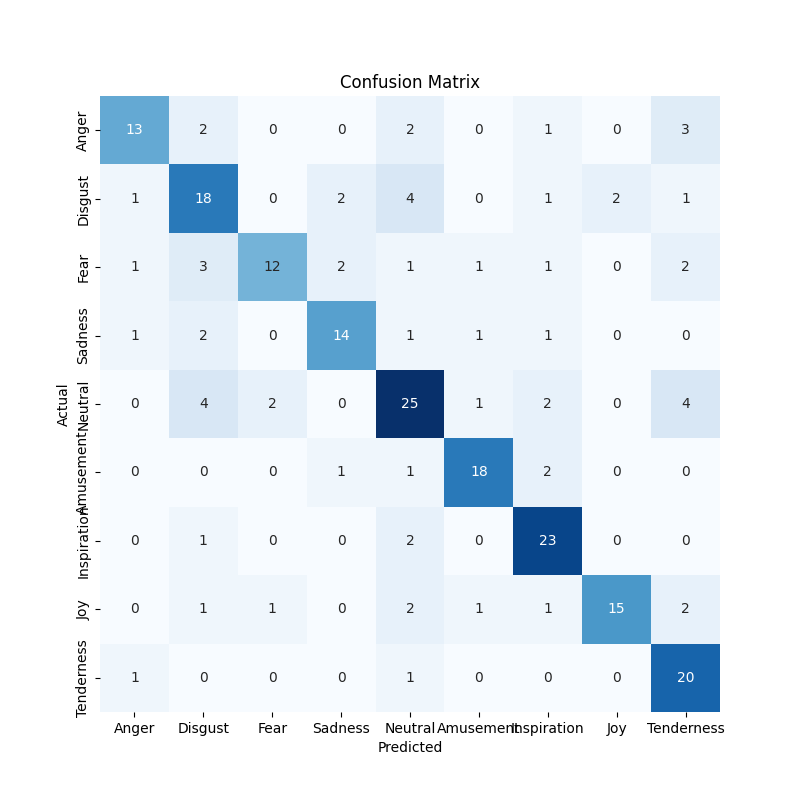 Confusion Matrix
Actual
Anger 13 2 0 0 2 0 1 0 3
Disgust 1 18 0 2 4 0 1 2 1
Fear 1 3 12 2 1 1 1 0 2
Sadness 1 2 0 14 1 1 1 0 0
Neutral 0 4 2 0 25 1 2 0 4
Amusement 0 0 0 1 1 18 2 0 0
Inspiration 0 1 0 0 2 0 23 0 0
Joy 0 1 1 0 2 1 1 15 2
Tenderness 1 0 0 0 1 0 0 0 20
Anger Disgust Fear Sadness Neutral Amusement Inspiration Joy Tenderness
Predicted